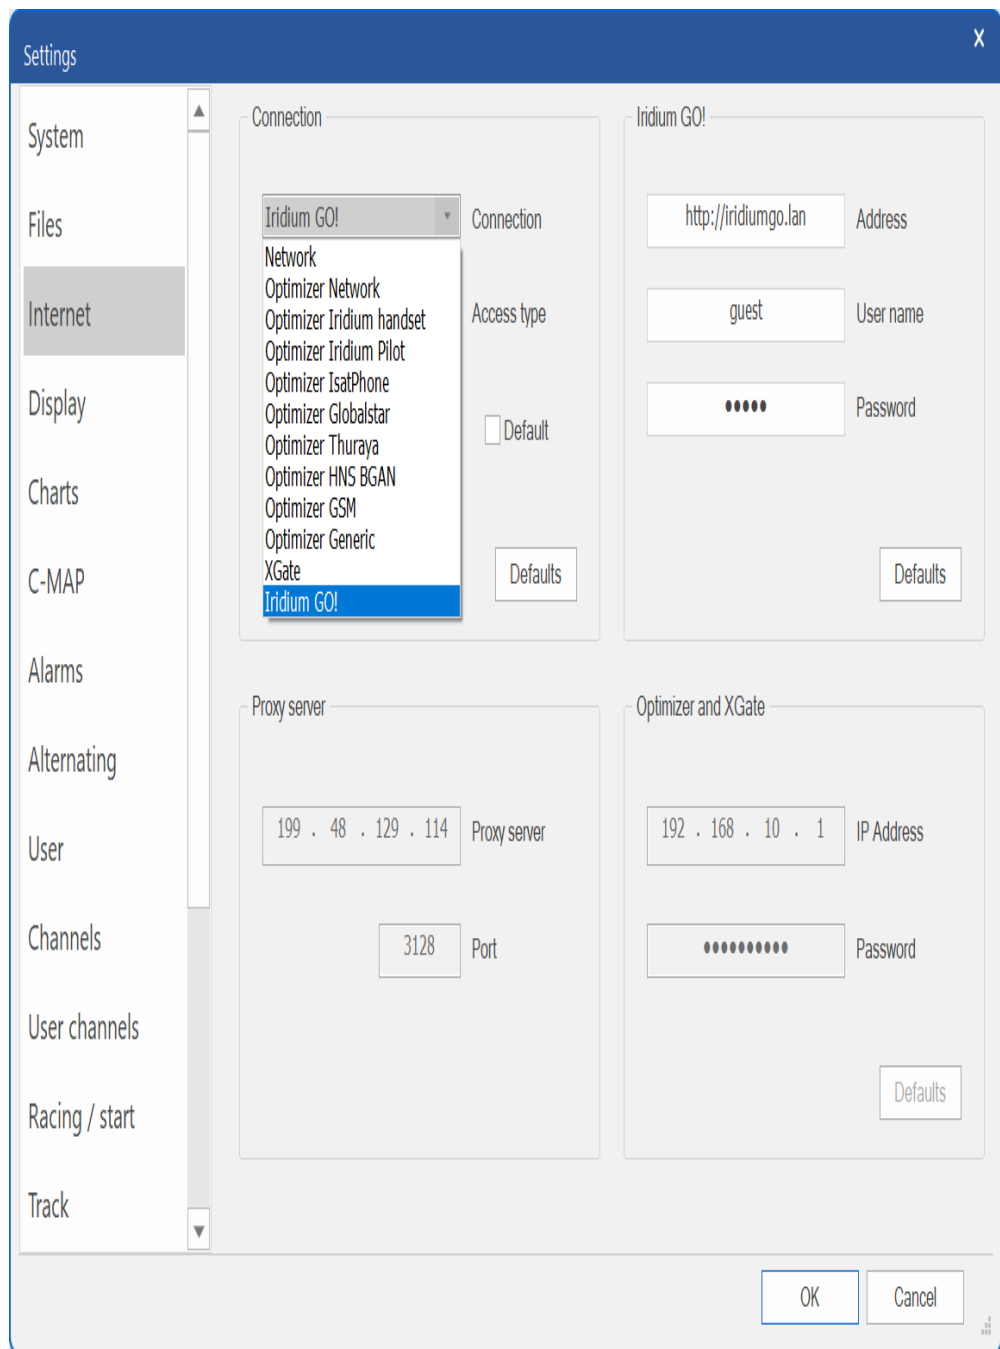 Settings
X
System
Files
Internet
Display
Charts
C-MAP
Alarms
Alternating
User
Channels
User channels
Racing / start
Track
Connection
Iridium GO!
Connection
Network
Optimizer Network
Optimizer Iridium handset
Optimizer Iridium Pilot
Optimizer IsatPhone
Optimizer Globalstar
Optimizer Thuraya
Optimizer HNS BGAN
Optimizer GSM
Optimizer Generic
XGate
Iridium GO!
Access type
Default
Defaults
Iridium GO!
http://iridiumgo.lan Address
guest User name
••••• Password
Defaults
Proxy server
199 . 48 . 129 . 114 Proxy server
3128 Port
Optimizer and XGate
192 . 168 . 10 . 1 IP Address
•••••••••• Password
Defaults
OK
Cancel